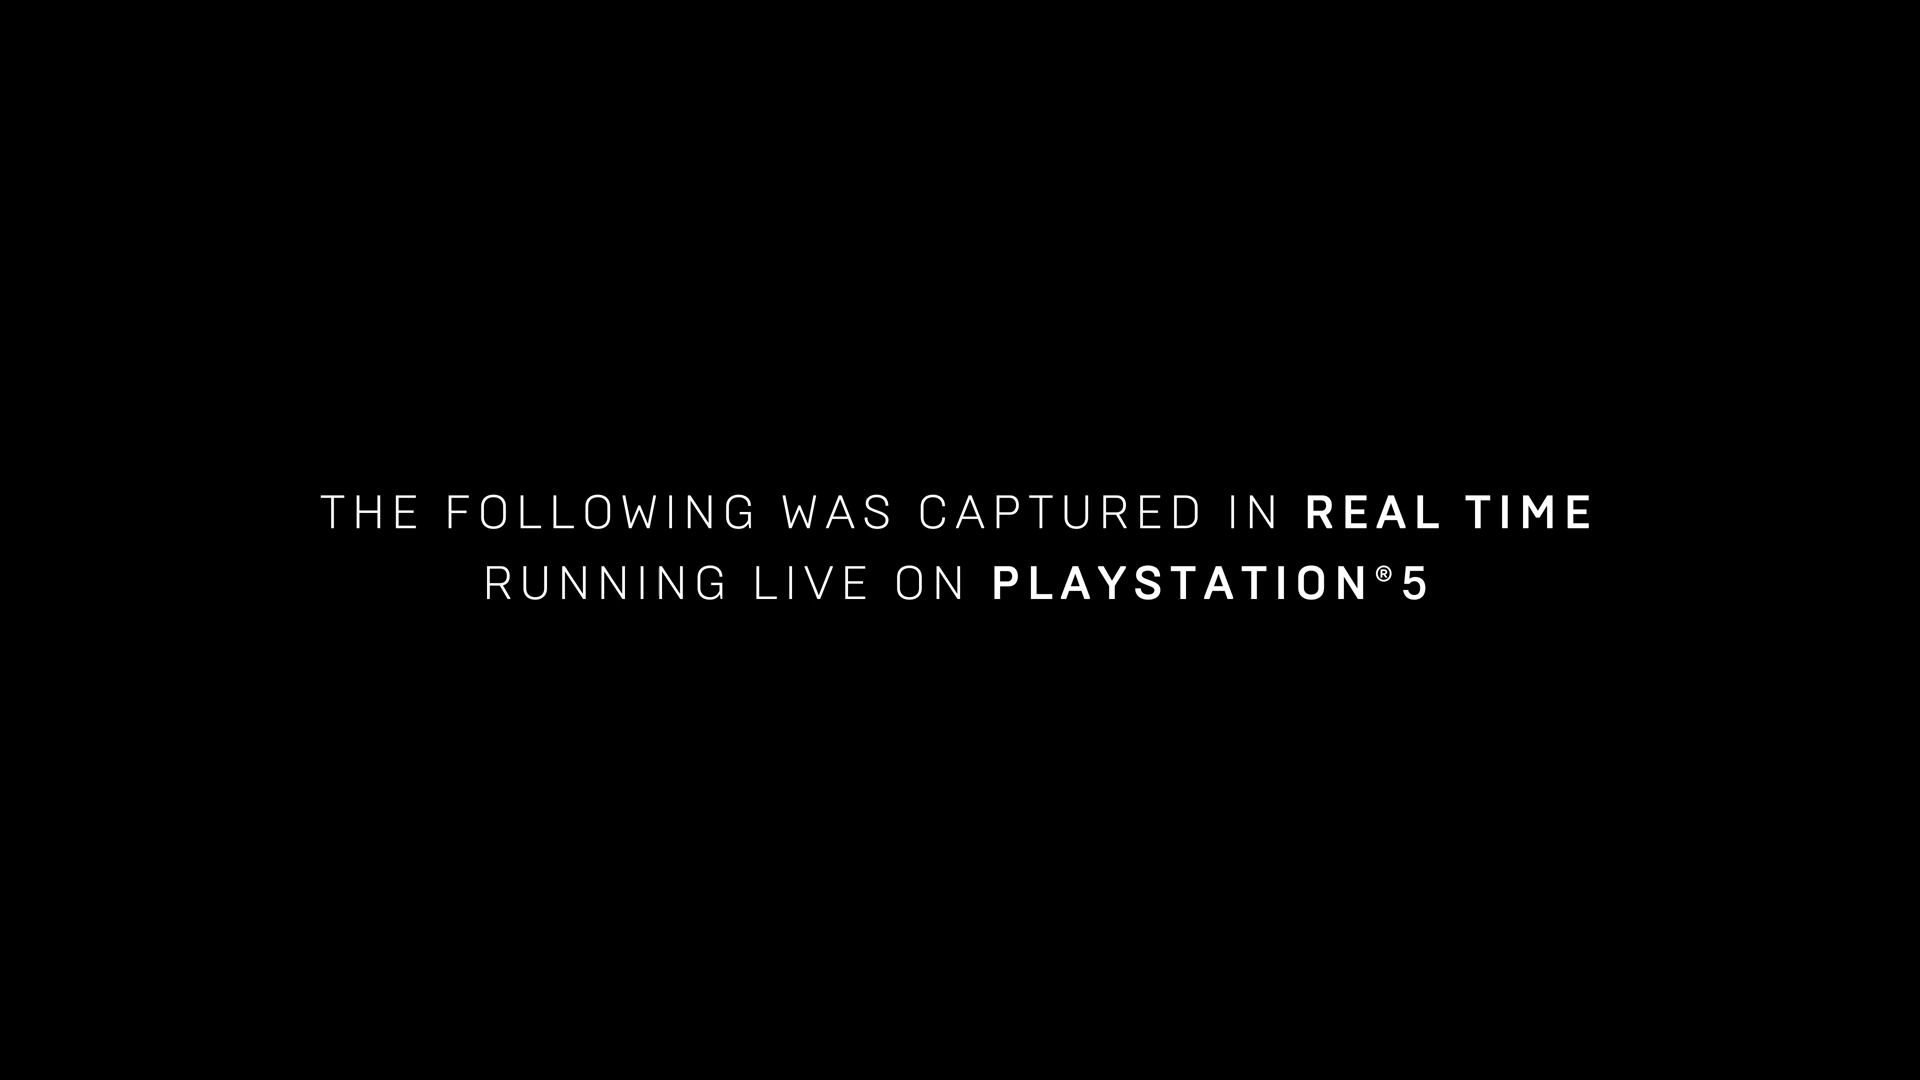 THE FOLLOWING WAS CAPTURED IN REAL TIME
RUNNING LIVE ON PLAYSTATION®5